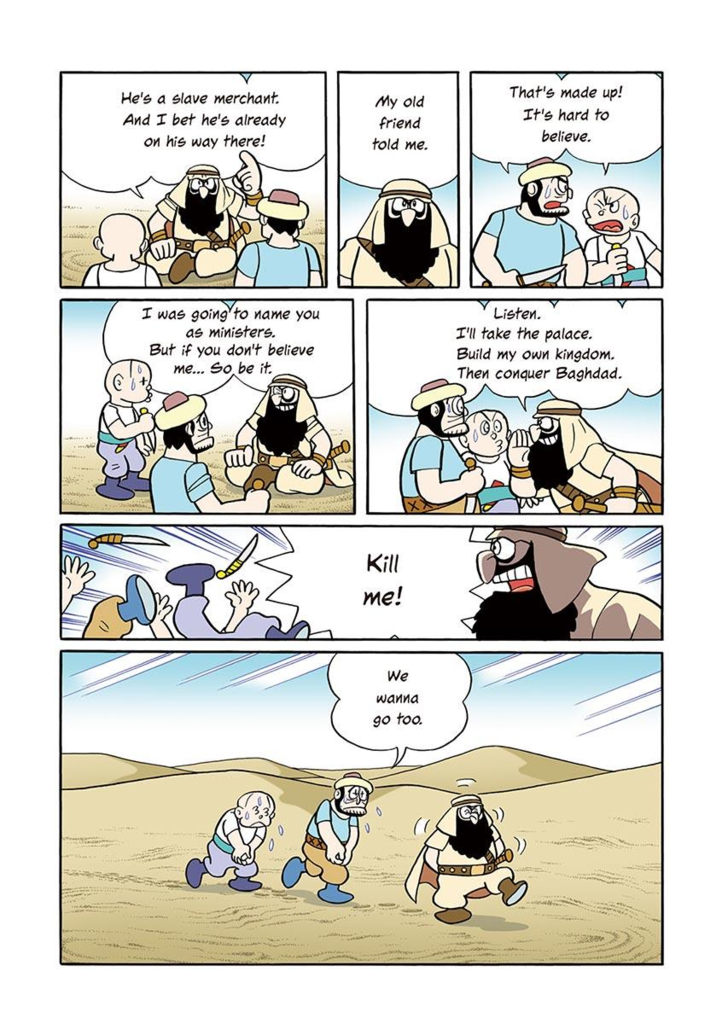 He's a slave merchant.
And I bet he's already
on his way there!
My old
friend
told me.
That's made up!
It's hard to
believe.
I was going to name you
as ministers.
But if you don't believe
me... So be it.
Listen.
I'll take the palace.
Build my own kingdom.
Then conquer Baghdad.
Kill
me!
We
wanna
go too.